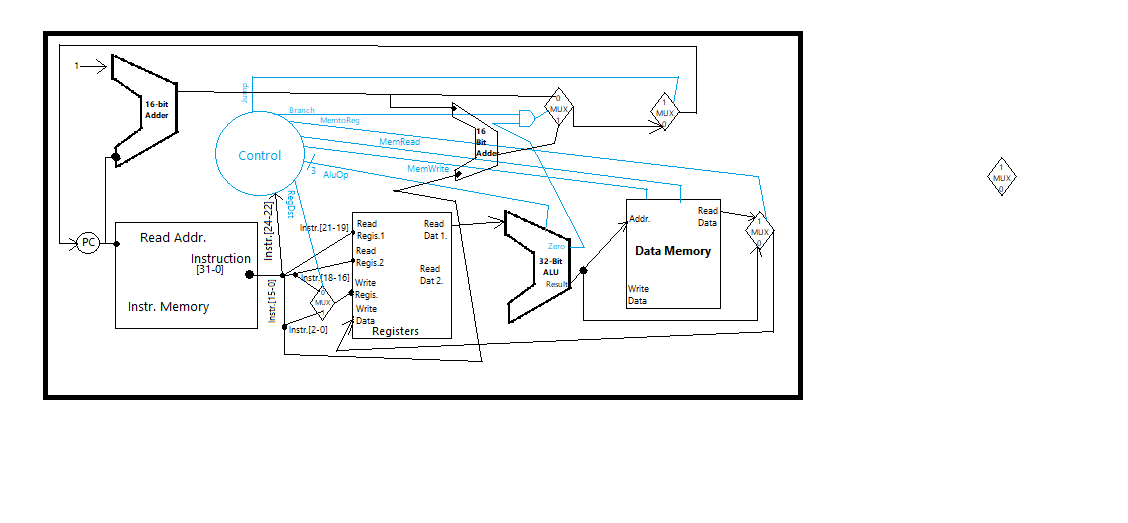 1
16-bit
Adder
Jump
Branch
MemtoReg
Control
MemRead
MemWrite
3
AluOp
RegDst
16
Bit
Adder
0
MUX
1
1
MUX
0
1
MUX
0
PC
Read Addr.
Instruction
[31-0]
Instr. Memory
Instr.[24-22]
Instr.[21-19]
Instr.[18-16]
Instr.[15-0]
Instr.[2-0]
0
MUX
1
Read
Regis.1
Read
Regis.2
Write
Regis.
Write
Data
Read
Dat 1.
Read
Dat 2.
Registers
Zero
32-Bit
ALU
Result
Addr.
Read
Data
Data Memory
Write
Data
1
MUX
0